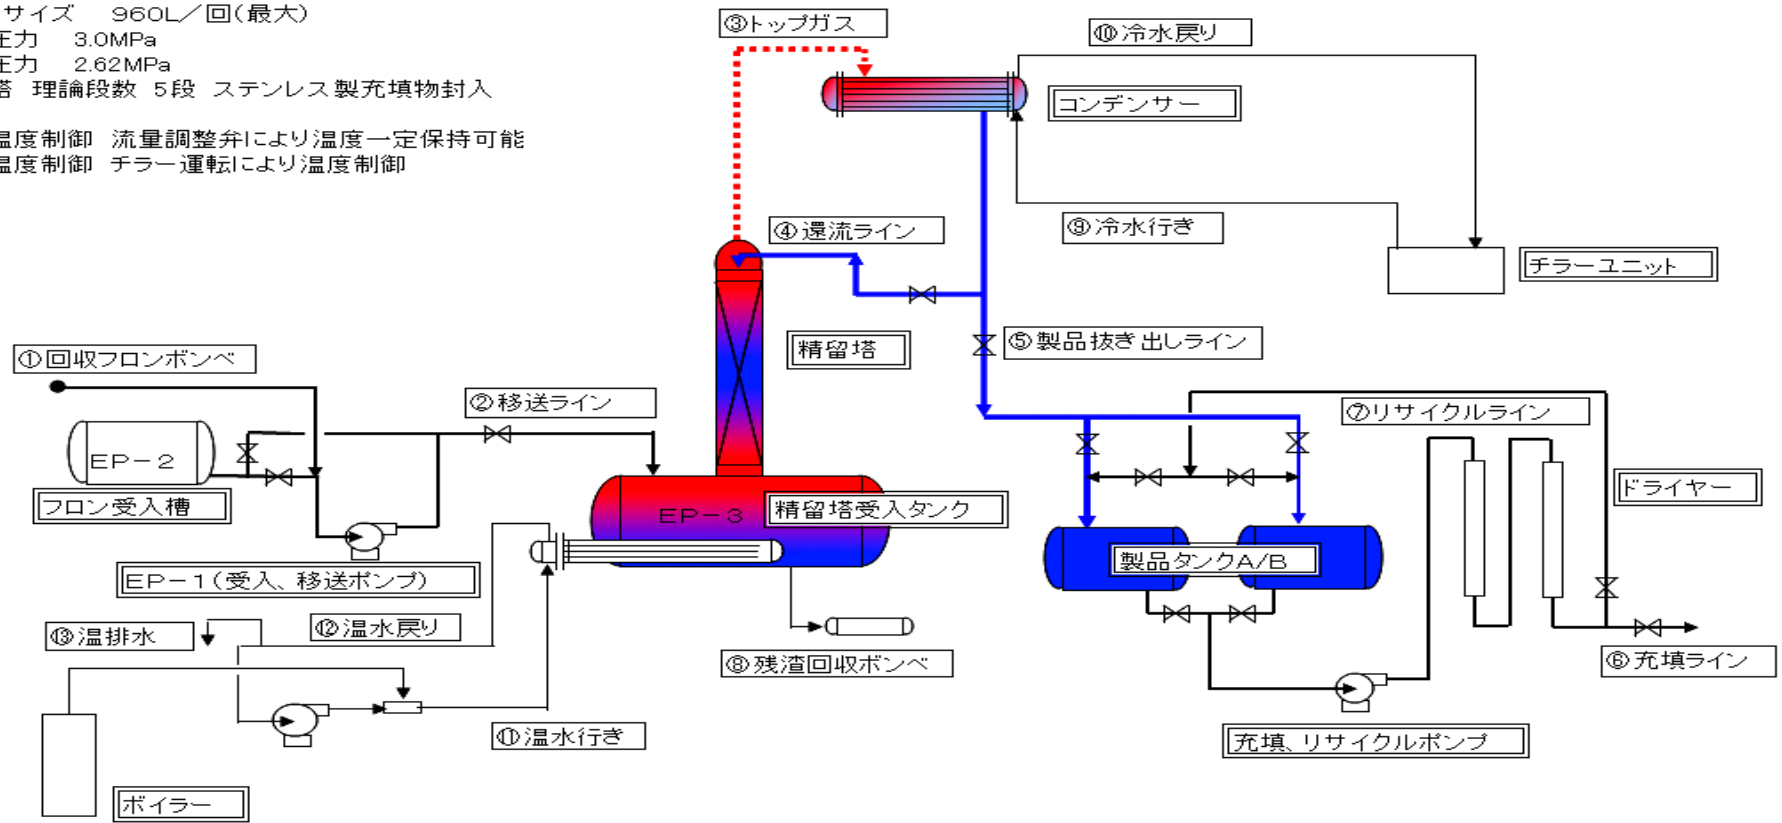 サイズ 960L／回(最大)
圧力 3.0MPa
圧力 2.62MPa
塔 理論段数 5段 ステンレス製充填物封入
温度制御 流量調整弁により温度一定保持可能
温度制御 チラー運転により温度制御
③トップガス
⑩冷水戻り
コンデンサー
④還流ライン
⑨冷水行き
チラーユニット
①回収フロンボンベ
精留塔
⑤製品抜き出しライン
②移送ライン
⑦リサイクルライン
EP－2
フロン受入槽
EP－3
精留塔受入タンク
ドライヤー
EP－1(受入、移送ポンプ)
製品タンクA/B
⑬温排水
⑫温水戻り
⑧残渣回収ボンベ
⑥充填ライン
⑪温水行き
充填、リサイクルポンプ
ボイラー